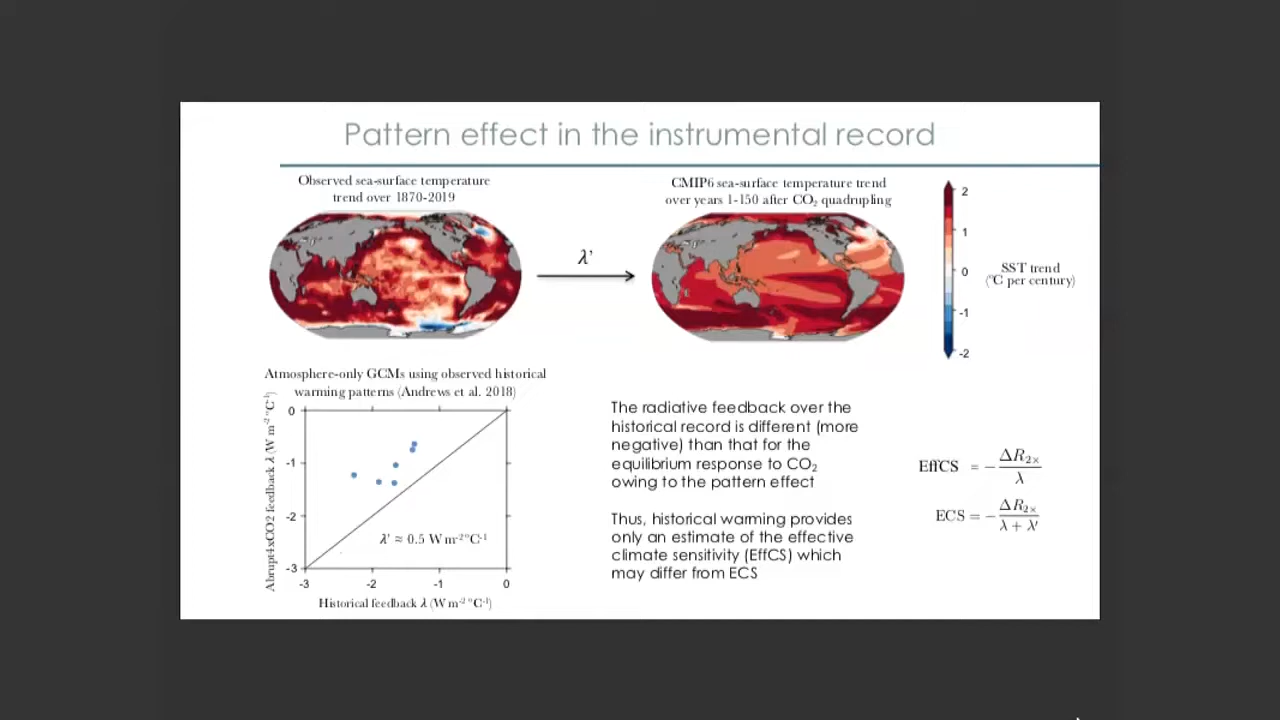 Pattern effect in the instrumental record
Observed sea-surface temperature
trend over 1870-2019
CMIP6 sea-surface temperature trend
over years 1-150 after CO₂ quadrupling
λ'
2
1
0
-1
-2
SST trend
(°C per century)
Atmosphere-only GCMs using observed historical
warming patterns (Andrews et al. 2018)
Abrupt4xCO2 feedback λ (W m⁻² °C⁻¹)
0
-1
-2
-3
λ' ≈ 0.5 W m⁻² °C⁻¹
-3
-2
-1
0
Historical feedback λ (W m⁻² °C⁻¹)
The radiative feedback over the
historical record is different (more
negative) than that for the
equilibrium response to CO₂
owing to the pattern effect
Thus, historical warming provides
only an estimate of the effective
climate sensitivity (EffCS) which
may differ from ECS
EffCS = −ΔR₂ₓ/λ
ECS = −ΔR₂ₓ/(λ + λ')